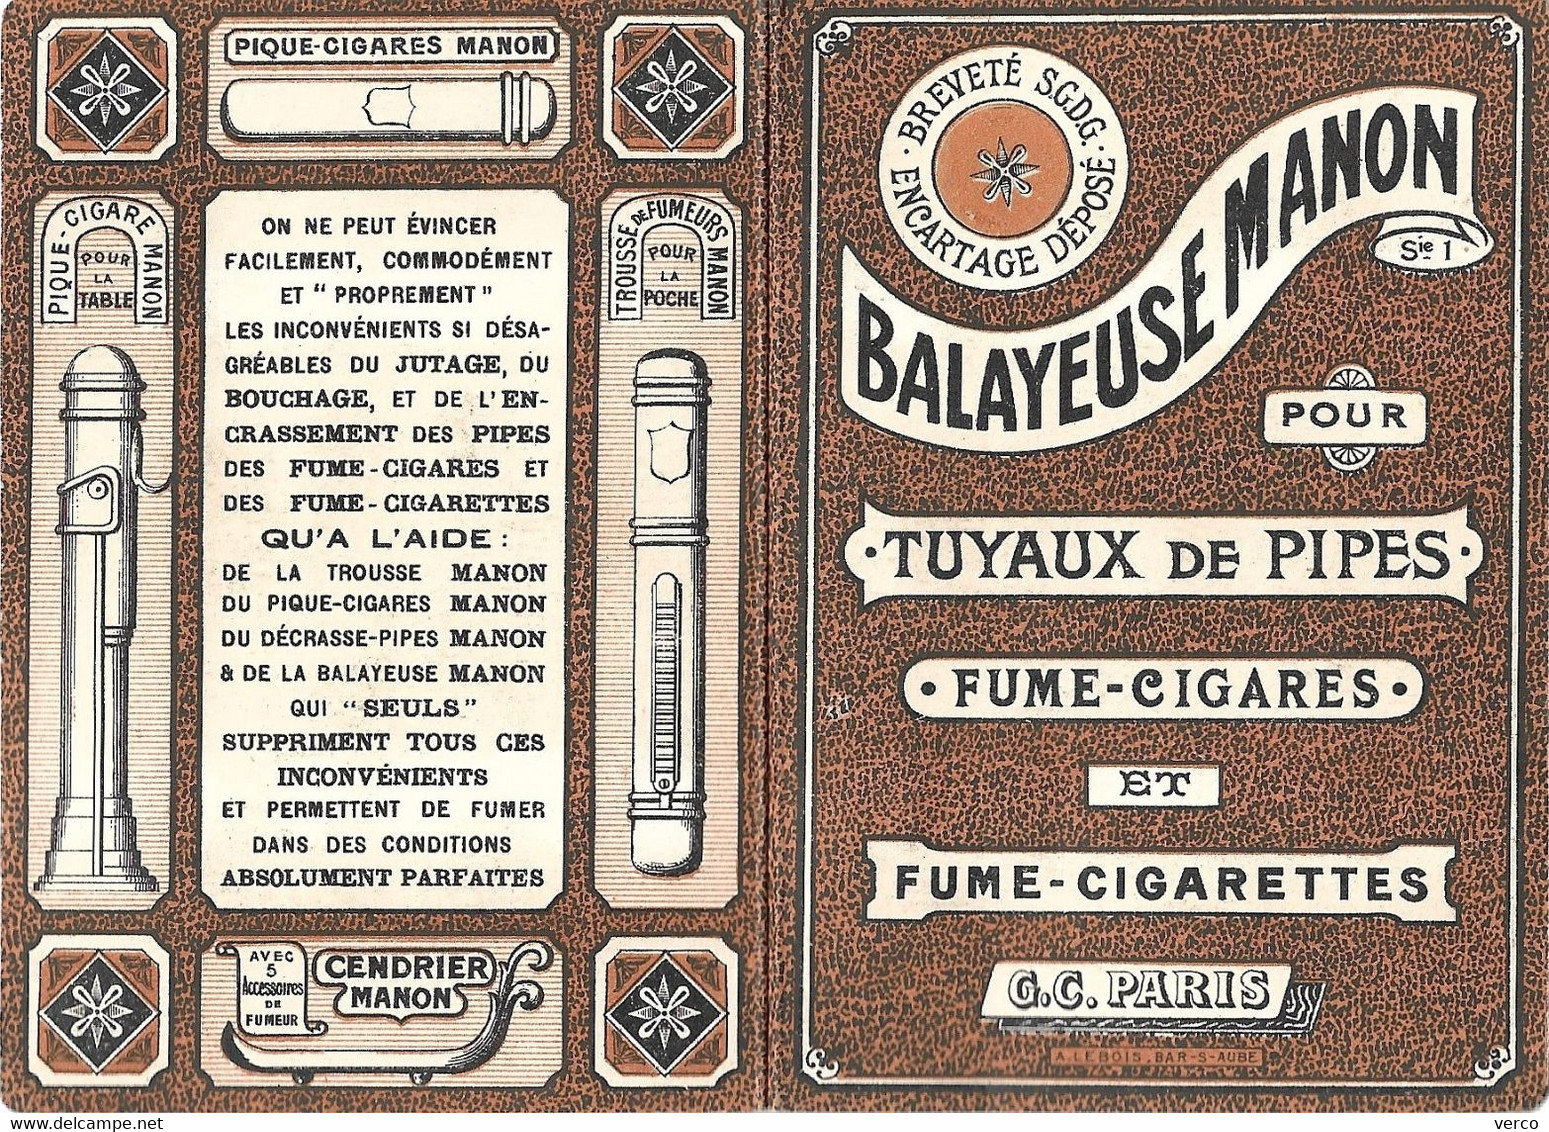 PIQUE-CIGARES MANON
PIQUE-CIGARE MANON
POUR
LA
TABLE
ON NE PEUT ÉVINCER
FACILEMENT, COMMODÉMENT
ET " PROPREMENT "
LES INCONVÉNIENTS SI DÉSA-
GRÉABLES DU JUTAGE, DU
BOUCHAGE, ET DE L'EN-
CRASSEMENT DES PIPES
DES FUME-CIGARES ET
DES FUME-CIGARETTES
QU'A L'AIDE :
DE LA TROUSSE MANON
DU PIQUE-CIGARES MANON
DU DÉCRASSE-PIPES MANON
& DE LA BALAYEUSE MANON
QUI "SEULS"
SUPPRIMENT TOUS CES
INCONVÉNIENTS
ET PERMETTENT DE FUMER
DANS DES CONDITIONS
ABSOLUMENT PARFAITES
TROUSSE DE FUMEURS MANON
POUR
LA
POCHE
AVEC
5
Accessoires
DE
FUMEUR
CENDRIER
MANON
BREVETÉ S.G.D.G.
ENCARTAGE DÉPOSÉ
BALAYEUSE MANON
Sie 1
POUR
·TUYAUX DE PIPES·
·FUME-CIGARES·
ET
FUME-CIGARETTES
G.C. PARIS
A. LEBOIS. BAR-S-AUBE
verco